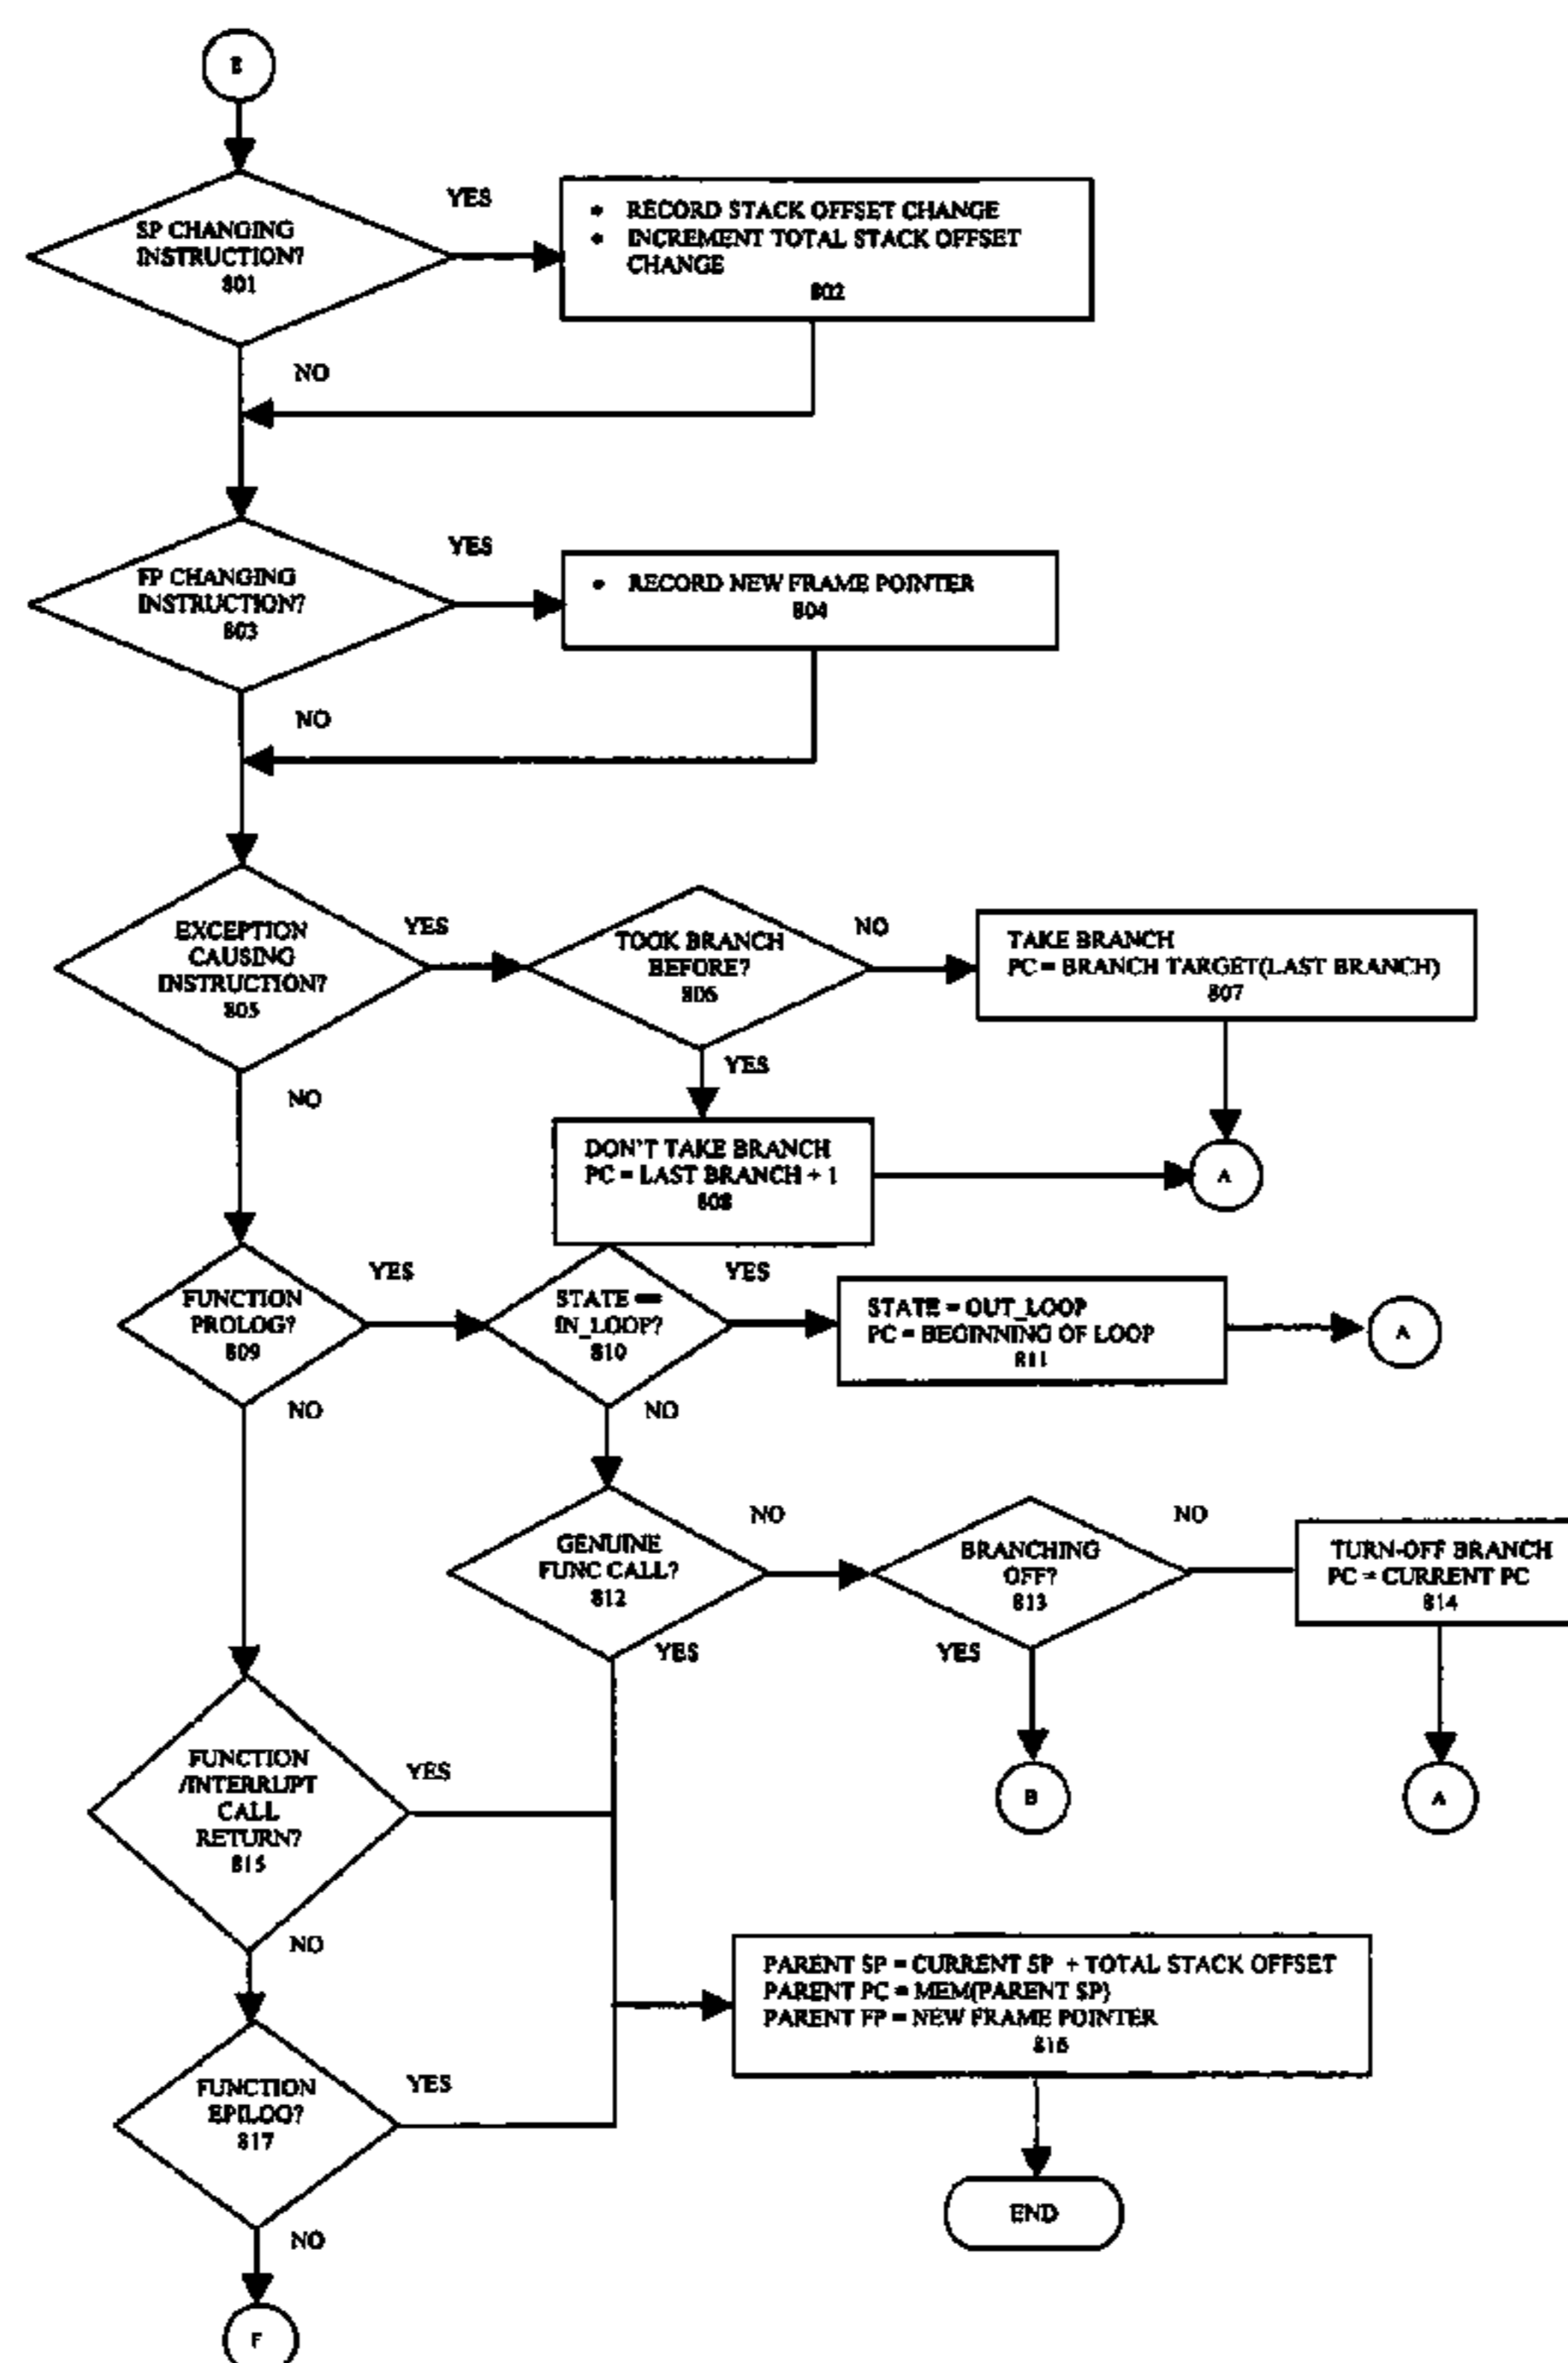 E
SP CHANGING
INSTRUCTION?
801
YES
• RECORD STACK OFFSET CHANGE
• INCREMENT TOTAL STACK OFFSET
CHANGE
802
NO
FP CHANGING
INSTRUCTION?
803
YES
• RECORD NEW FRAME POINTER
804
NO
EXCEPTION
CAUSING
INSTRUCTION?
805
YES
TOOK BRANCH
BEFORE?
806
NO
TAKE BRANCH
PC = BRANCH TARGET(LAST BRANCH)
807
YES
NO
DON'T TAKE BRANCH
PC = LAST BRANCH + 1
808
A
FUNCTION
PROLOG?
809
YES
STATE ==
IN_LOOP?
810
YES
STATE = OUT_LOOP
PC = BEGINNING OF LOOP
811
A
NO
NO
GENUINE
FUNC CALL?
812
NO
BRANCHING
OFF?
813
NO
TURN-OFF BRANCH
PC = CURRENT PC
814
YES
YES
B
A
FUNCTION
/INTERRUPT
CALL
RETURN?
815
YES
NO
PARENT SP = CURRENT SP + TOTAL STACK OFFSET
PARENT PC = MEM(PARENT SP)
PARENT FP = NEW FRAME POINTER
816
FUNCTION
EPILOG?
817
YES
END
NO
F